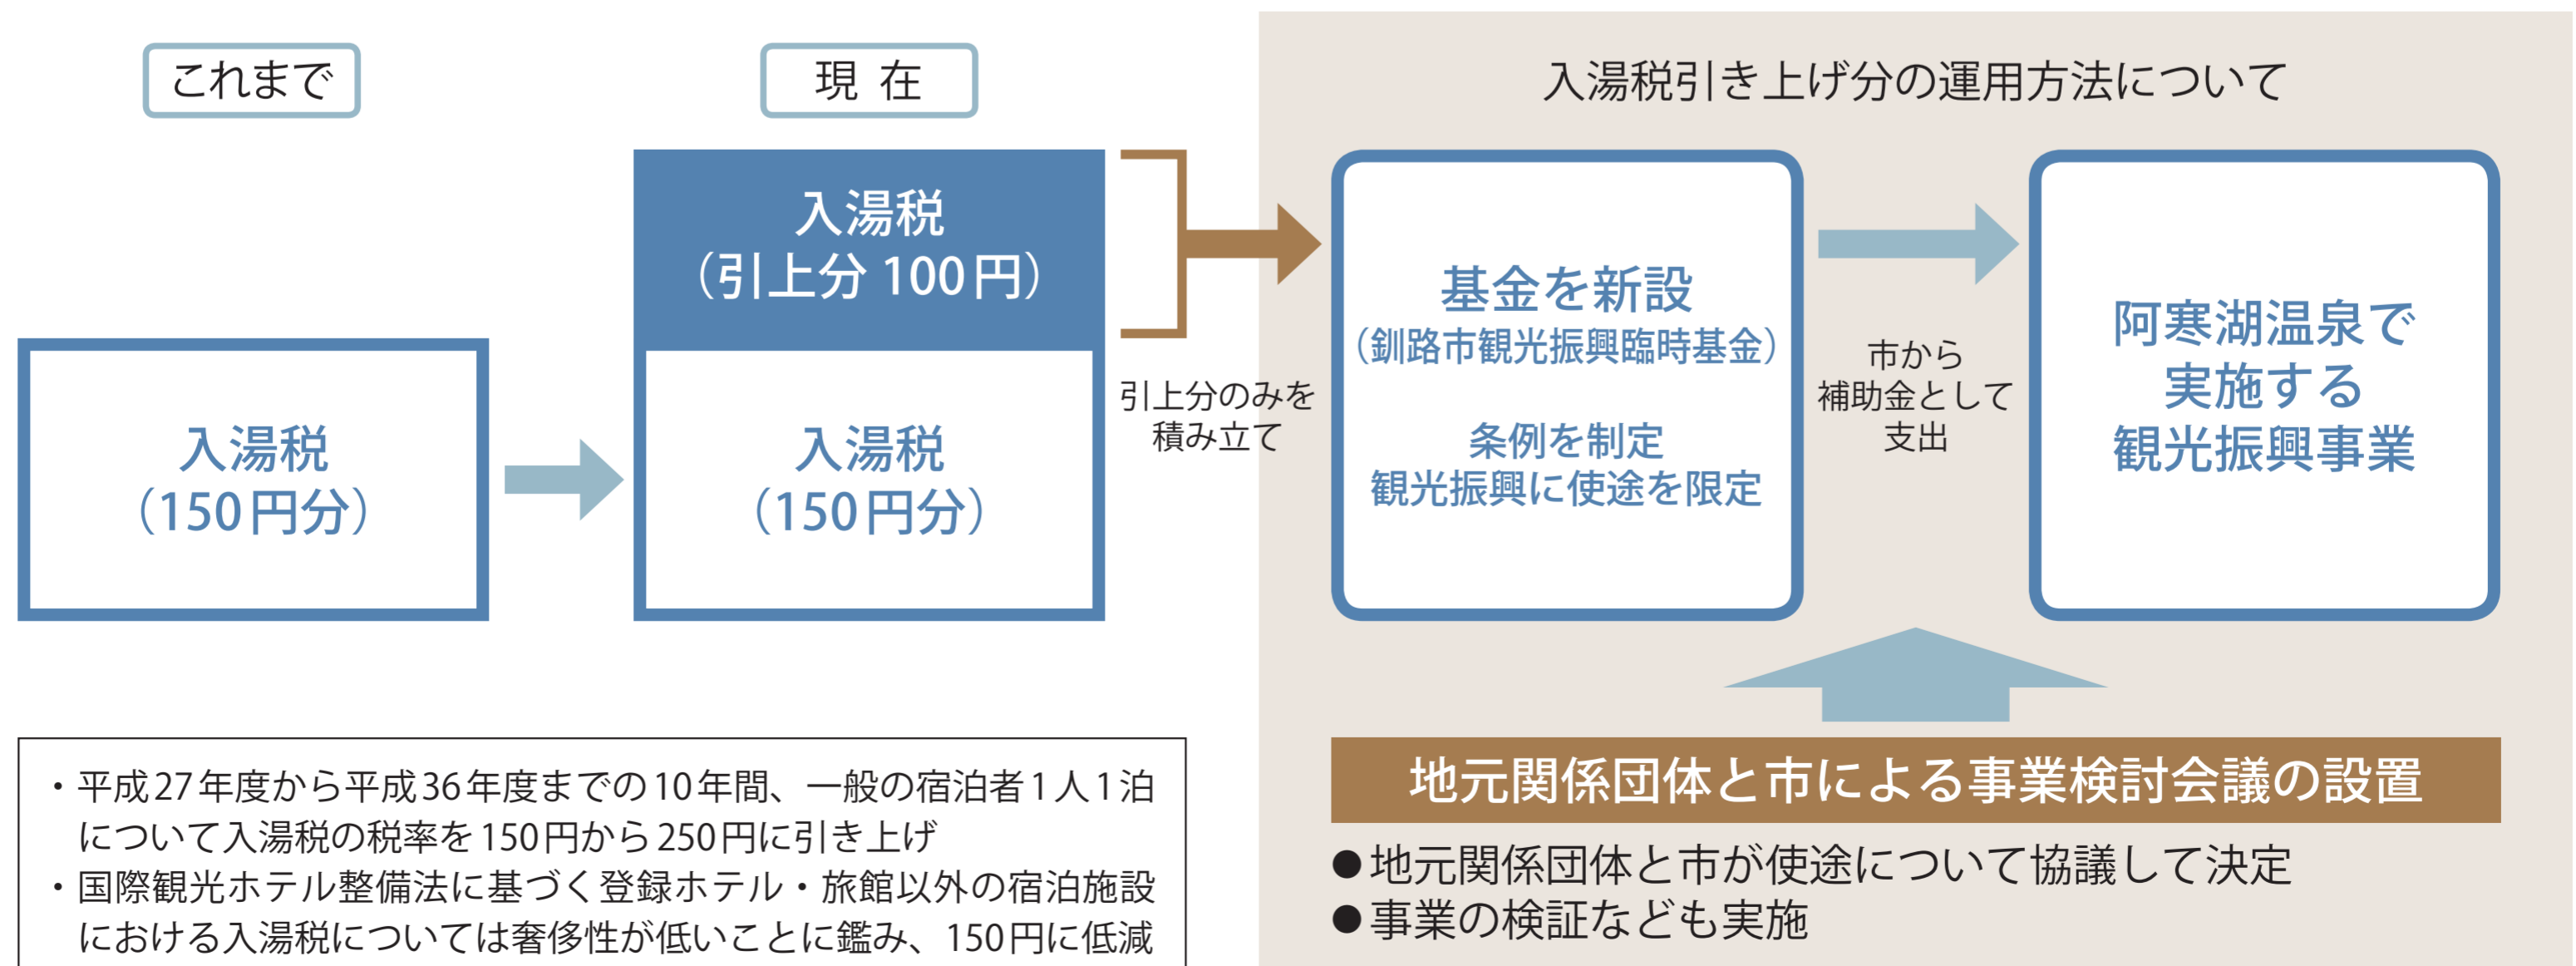 これまで
入湯税
（150円分）
現 在
入湯税
（引上分 100円）
入湯税
（150円分）
引上分のみを
積み立て
入湯税引き上げ分の運用方法について
基金を新設
（釧路市観光振興臨時基金）
条例を制定
観光振興に使途を限定
市から
補助金として
支出
阿寒湖温泉で
実施する
観光振興事業
地元関係団体と市による事業検討会議の設置
●地元関係団体と市が使途について協議して決定
●事業の検証なども実施
・平成27年度から平成36年度までの10年間、一般の宿泊者1人1泊
について入湯税の税率を150円から250円に引き上げ
・国際観光ホテル整備法に基づく登録ホテル・旅館以外の宿泊施設
における入湯税については奢侈性が低いことに鑑み、150円に低減